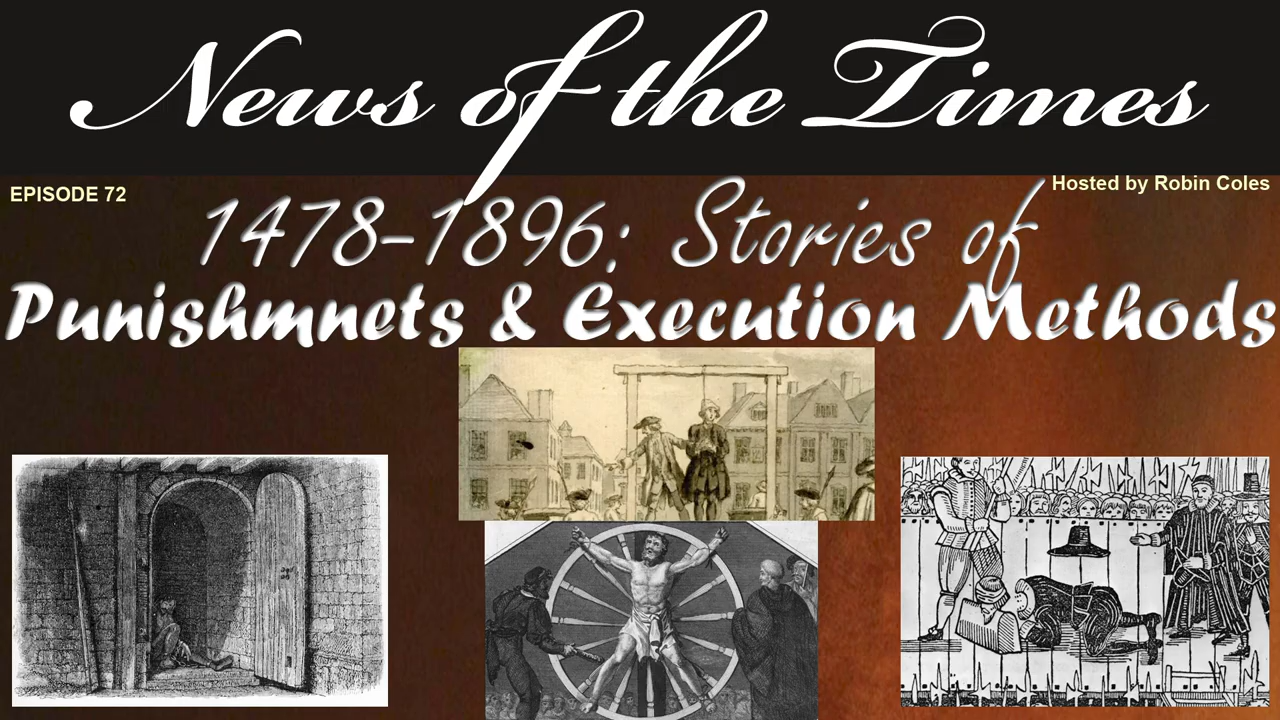 News of the Times
EPISODE 72
Hosted by Robin Coles
1478-1896: Stories of
Punishmnets & Execution Methods